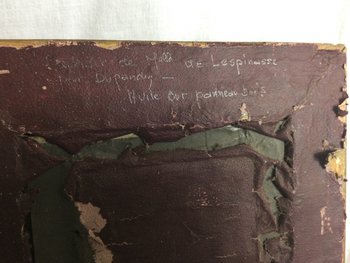 de Mlle de Lespinasse
Dupandy —
Huile sur panneau bois